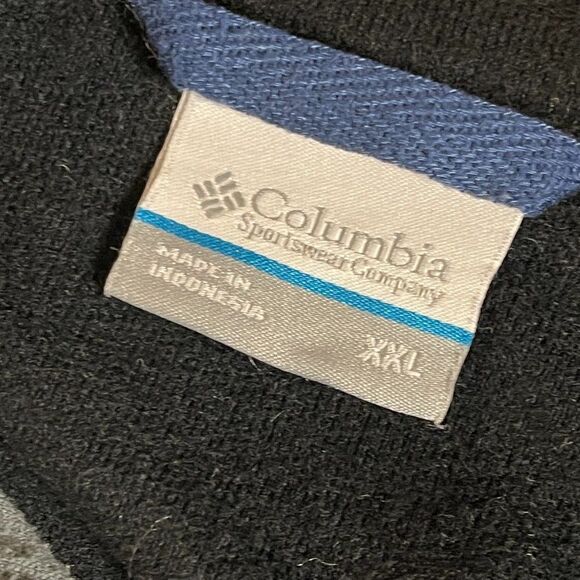 Columbia
Sportswear Company
MADE IN
INDONESIA
XXL